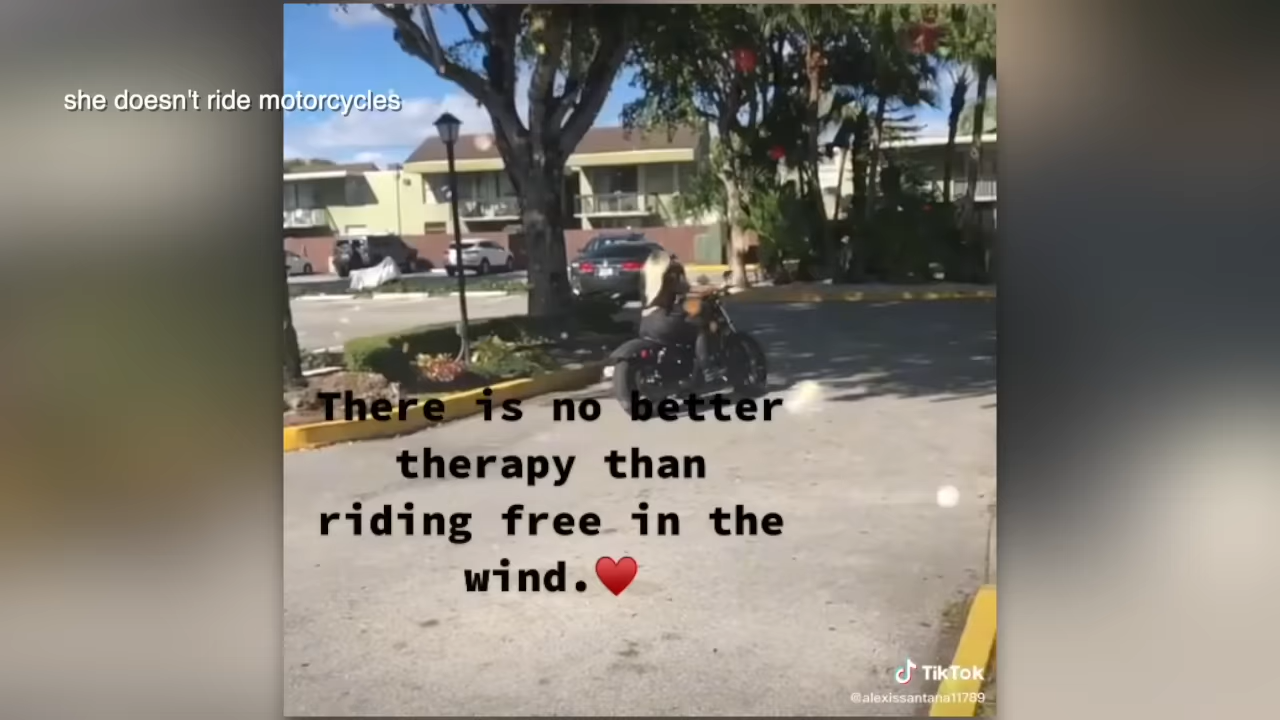 she doesn't ride motorcycles
There is no better
therapy than
riding free in the
wind.❤️
TikTok
@alexissantana11789